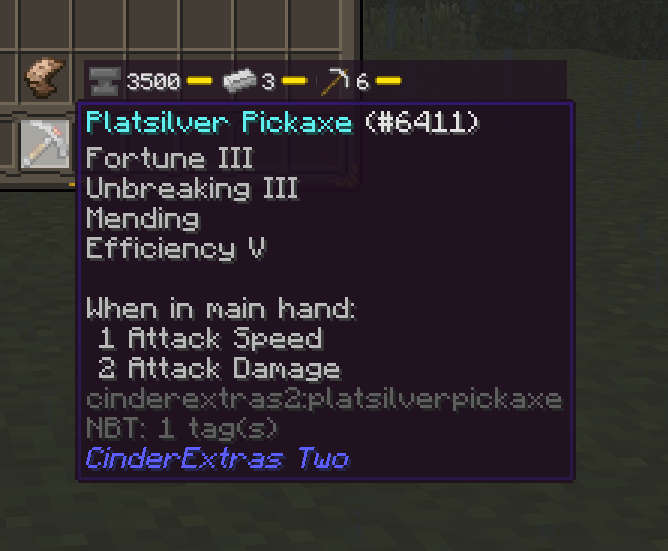 3500 3 6
Platsilver Pickaxe (#6411)
Fortune III
Unbreaking III
Mending
Efficiency V
When in main hand:
1 Attack Speed
2 Attack Damage
cinderextras2:platsilverpickaxe
NBT: 1 tag(s)
CinderExtras Two